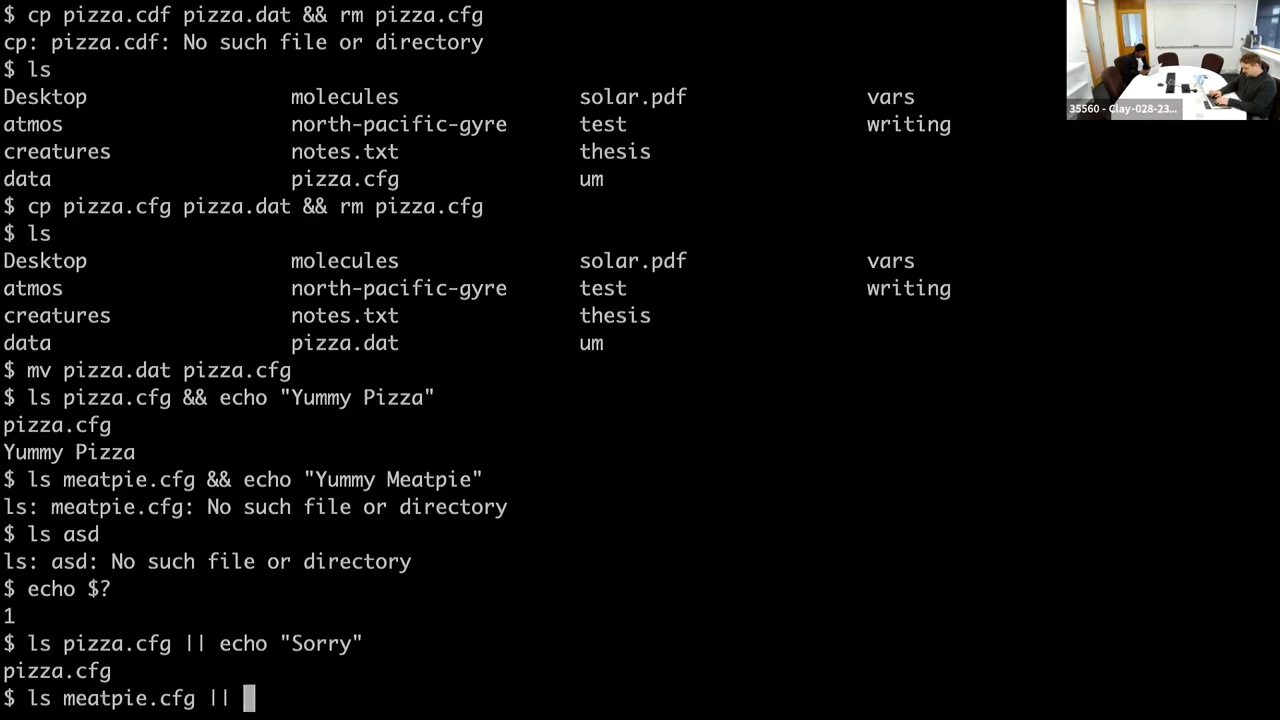 $ cp pizza.cdf pizza.dat && rm pizza.cfg
cp: pizza.cdf: No such file or directory
$ ls
Desktop molecules solar.pdf vars
atmos north-pacific-gyre test writing
creatures notes.txt thesis
data pizza.cfg um
$ cp pizza.cfg pizza.dat && rm pizza.cfg
$ ls
Desktop molecules solar.pdf vars
atmos north-pacific-gyre test writing
creatures notes.txt thesis
data pizza.dat um
$ mv pizza.dat pizza.cfg
$ ls pizza.cfg && echo "Yummy Pizza"
pizza.cfg
Yummy Pizza
$ ls meatpie.cfg && echo "Yummy Meatpie"
ls: meatpie.cfg: No such file or directory
$ ls asd
ls: asd: No such file or directory
$ echo $?
1
$ ls pizza.cfg || echo "Sorry"
pizza.cfg
$ ls meatpie.cfg ||
35560 - Clay-028-23...